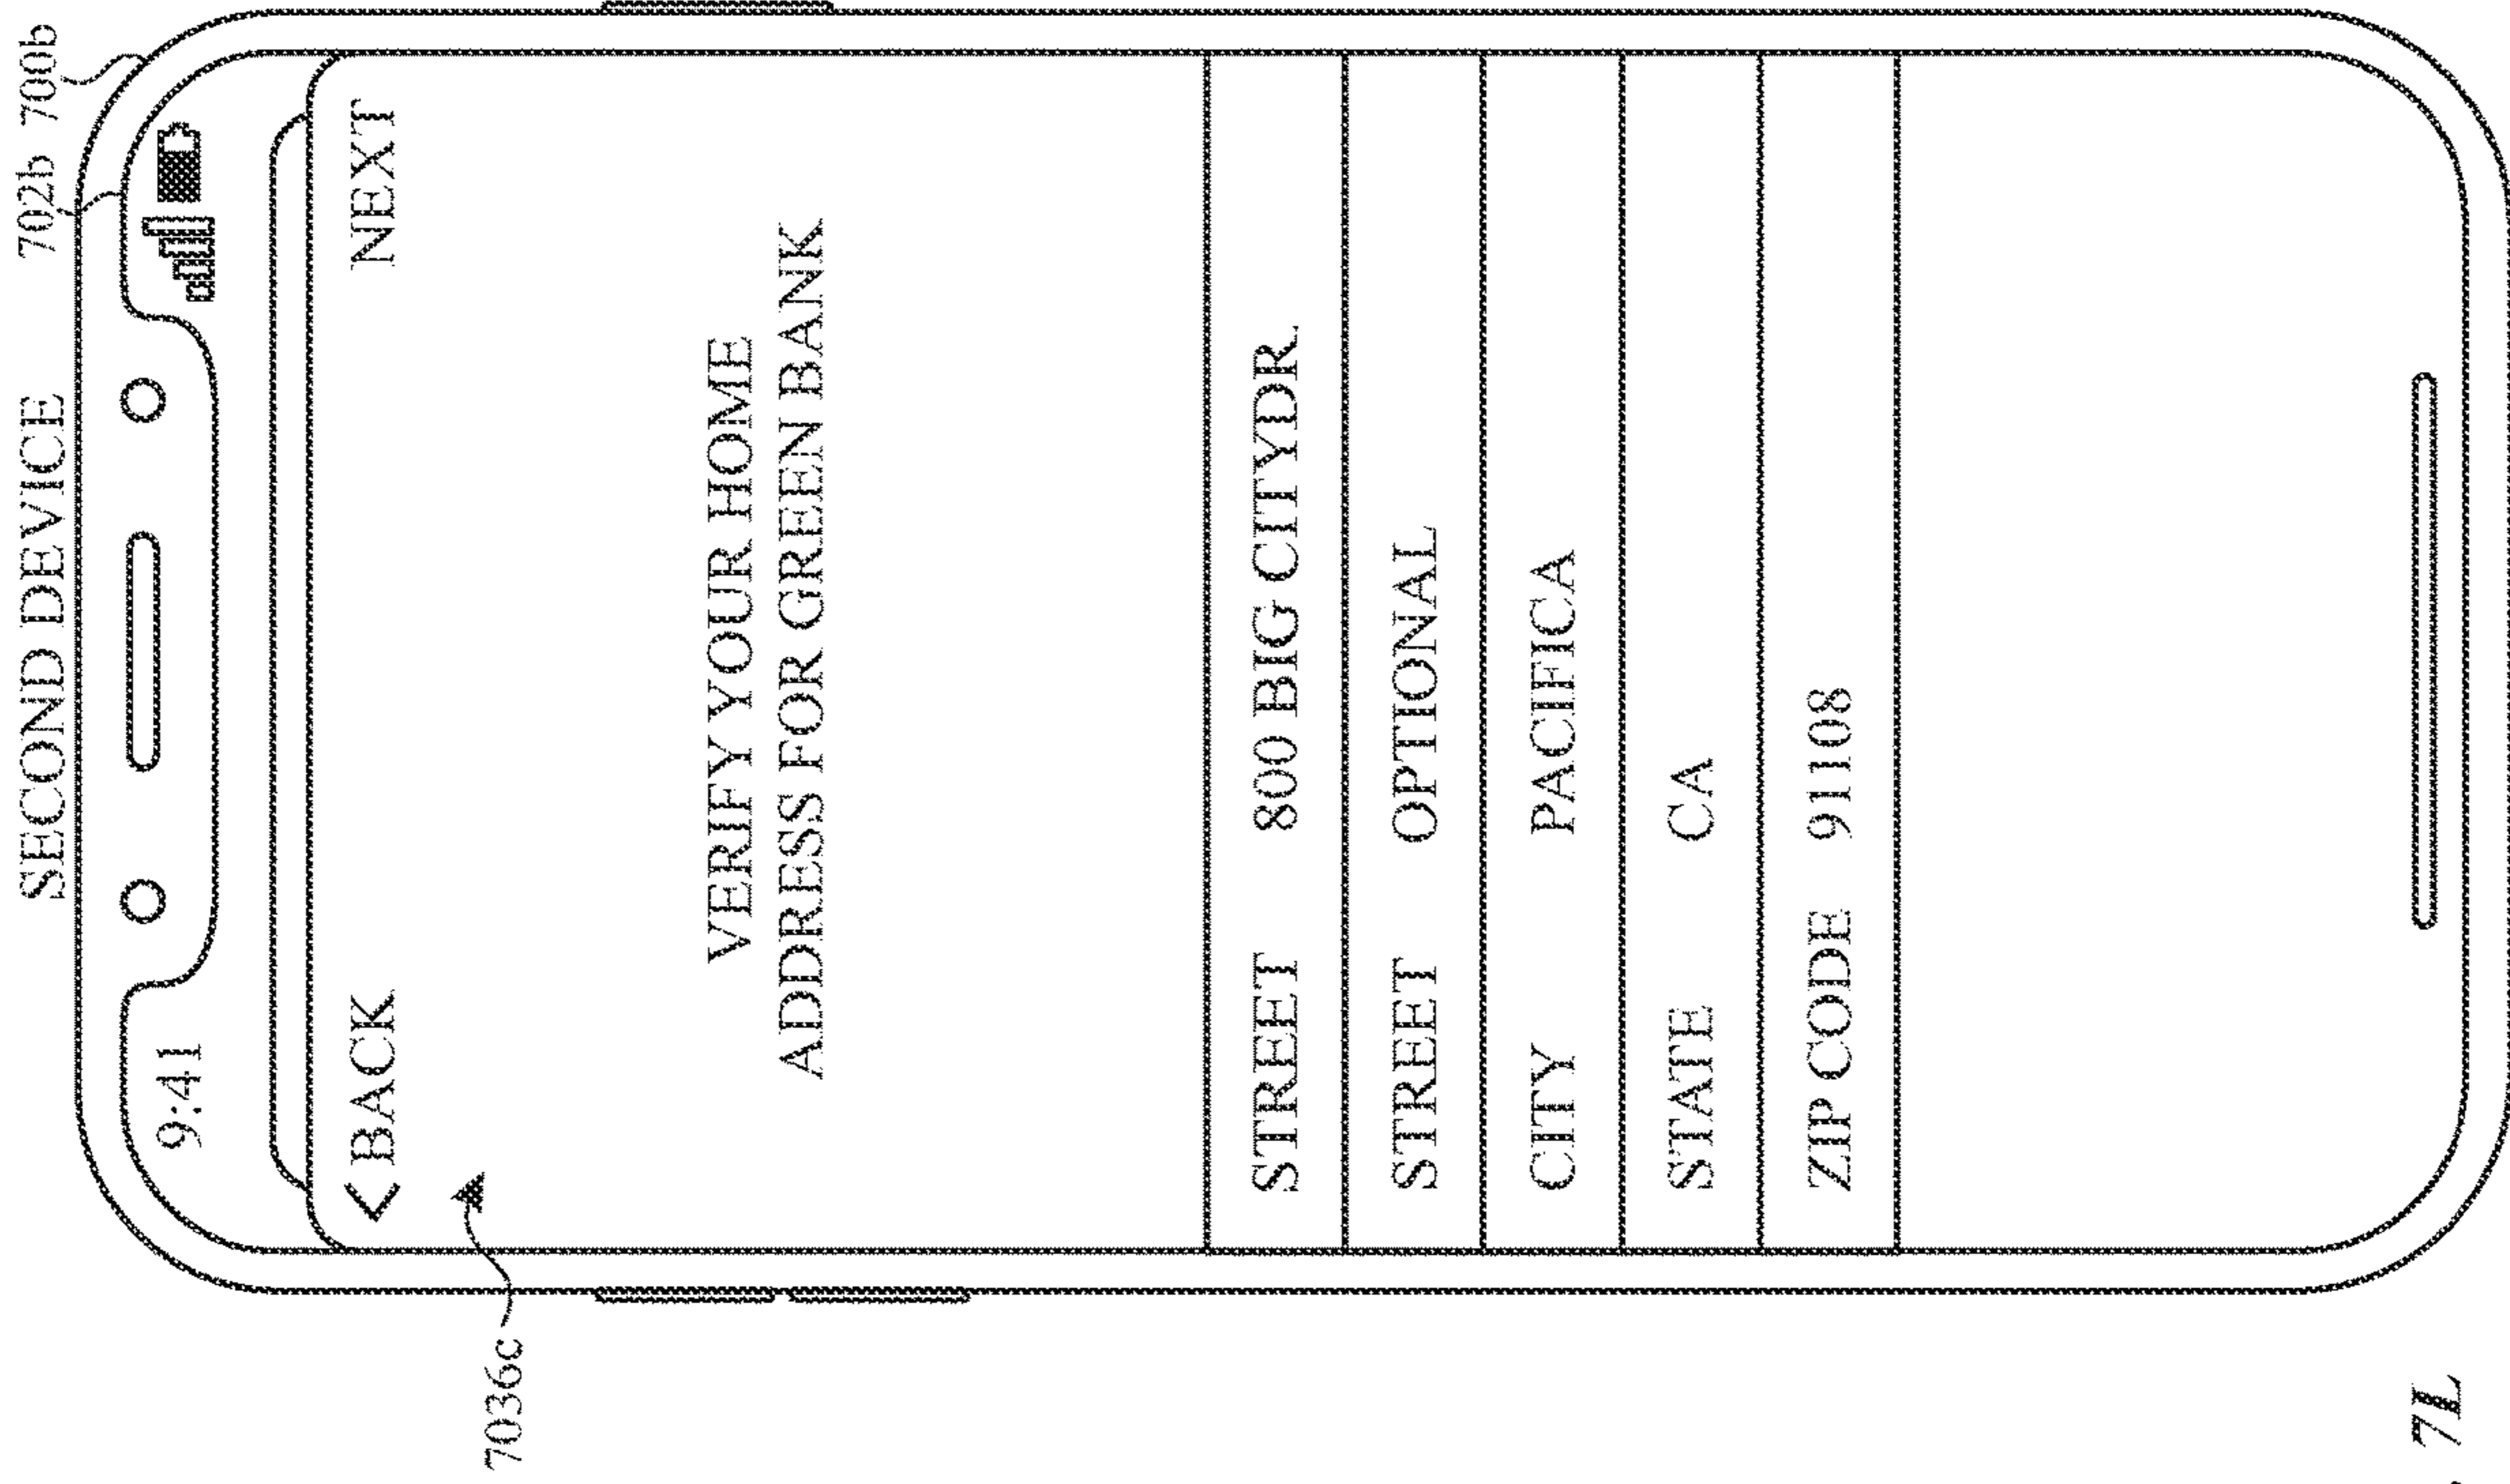 SECOND DEVICE
702b 700b
9:41
BACK NEXT
VERIFY YOUR HOME
ADDRESS FOR GREEN BANK
STREET 800 BIG CITYDR.
STREET OPTIONAL
CITY PACIFICA
STATE CA
ZIP CODE 91108
7036c
7L